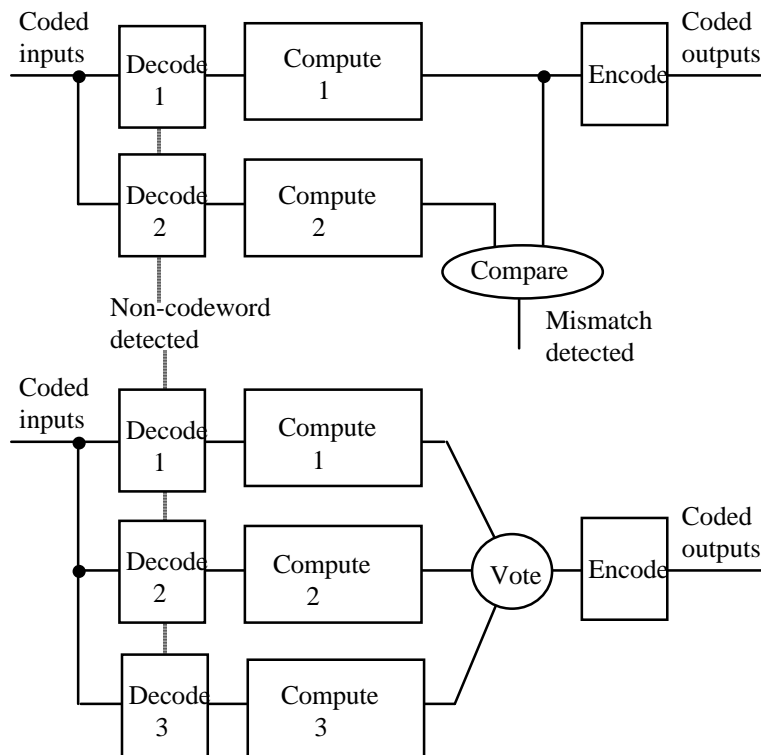 Coded
inputs
Decode
1
Compute
1
Encode
Coded
outputs
Decode
2
Compute
2
Compare
Non-codeword
detected
Mismatch
detected
Coded
inputs
Decode
1
Compute
1
Decode
2
Compute
2
Vote
Encode
Coded
outputs
Decode
3
Compute
3